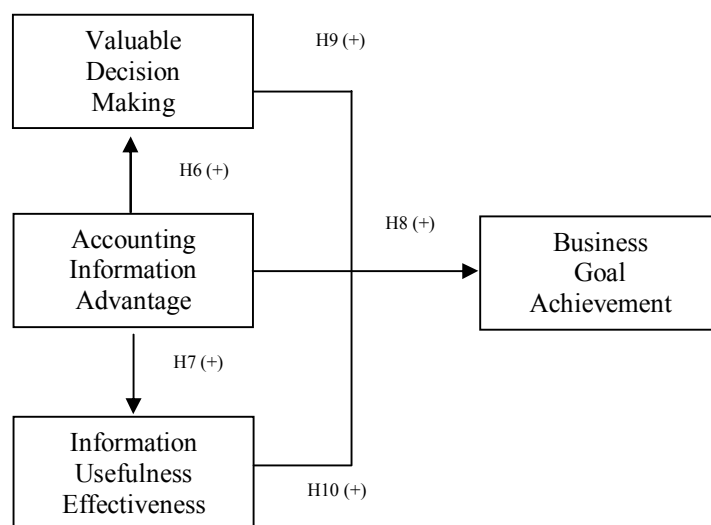 Valuable
Decision
Making
H9 (+)
H6 (+)
Accounting
Information
Advantage
H8 (+)
Business
Goal
Achievement
H7 (+)
Information
Usefulness
Effectiveness
H10 (+)